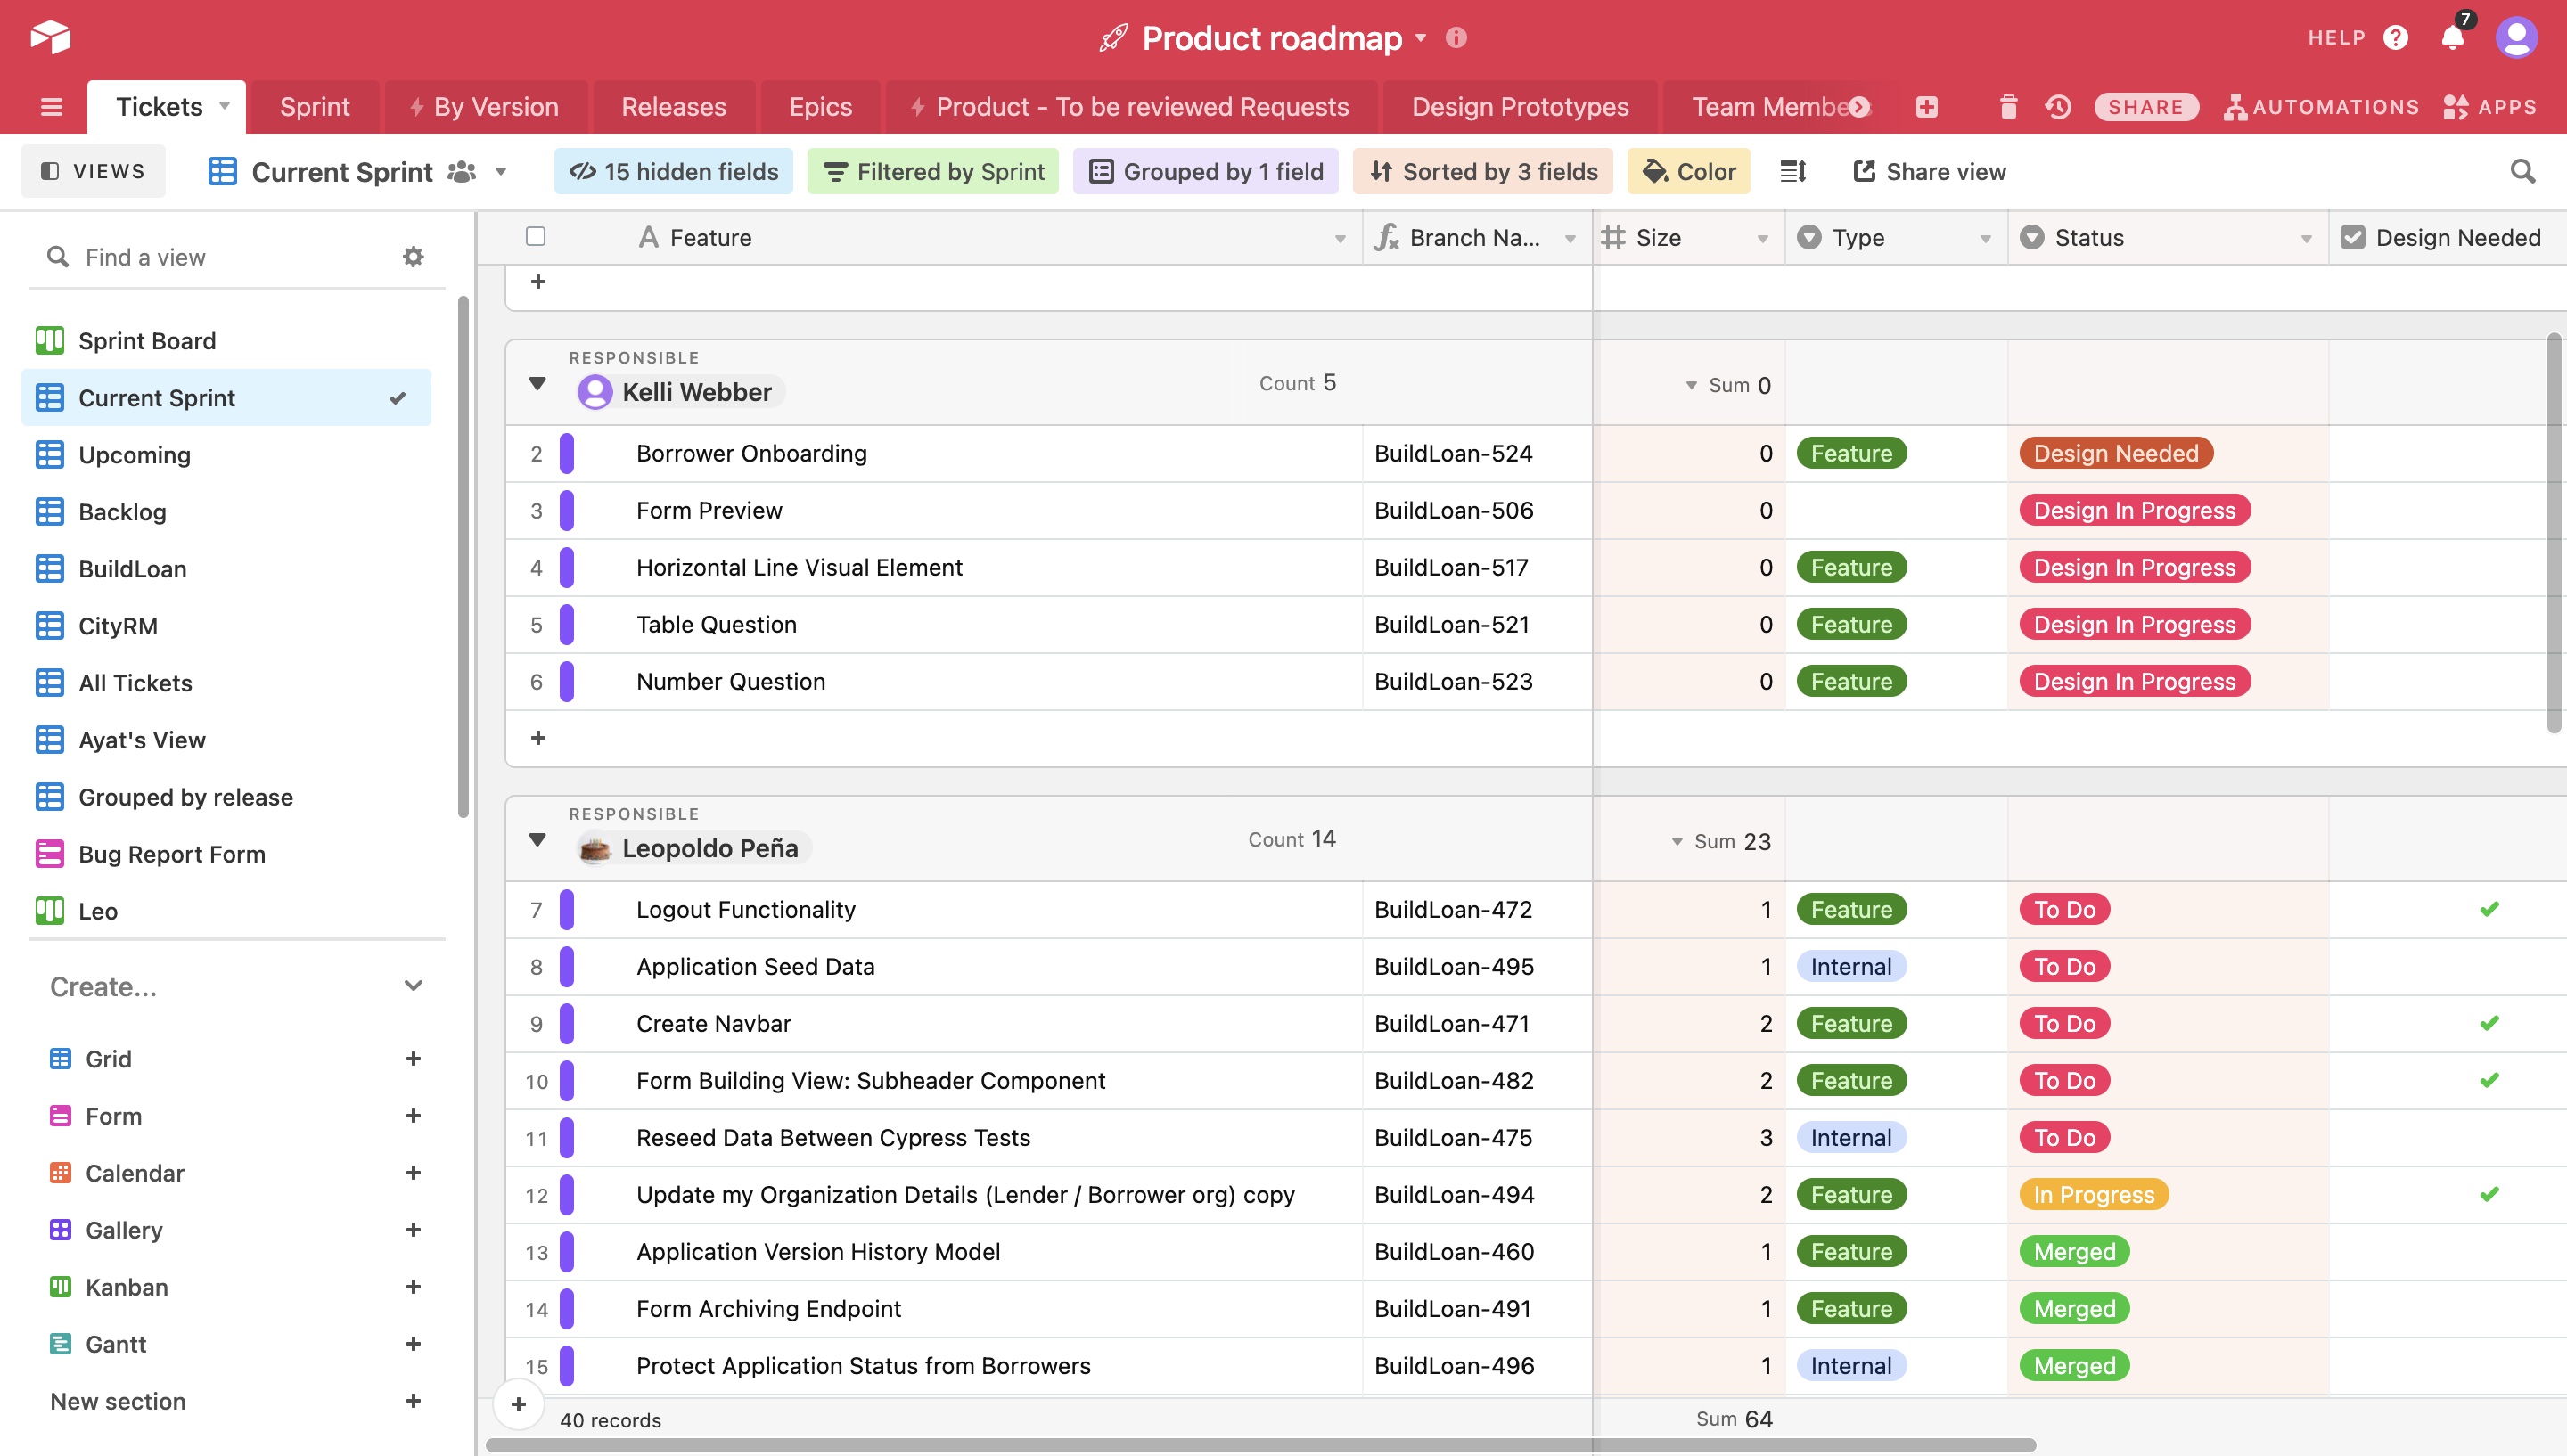 Product roadmap
HELP
7
Tickets
Sprint
By Version
Releases
Epics
Product - To be reviewed Requests
Design Prototypes
Team Membe
SHARE
AUTOMATIONS
APPS
VIEWS
Current Sprint
15 hidden fields
Filtered by Sprint
Grouped by 1 field
Sorted by 3 fields
Color
Share view
Find a view
Sprint Board
Current Sprint
Upcoming
Backlog
BuildLoan
CityRM
All Tickets
Ayat's View
Grouped by release
Bug Report Form
Leo
Create...
Grid
Form
Calendar
Gallery
Kanban
Gantt
New section
Feature Branch Na... Size Type Status Design Needed
RESPONSIBLE
Kelli Webber Count 5 Sum 0
2 Borrower Onboarding BuildLoan-524 0 Feature Design Needed
3 Form Preview BuildLoan-506 0 Design In Progress
4 Horizontal Line Visual Element BuildLoan-517 0 Feature Design In Progress
5 Table Question BuildLoan-521 0 Feature Design In Progress
6 Number Question BuildLoan-523 0 Feature Design In Progress
RESPONSIBLE
Leopoldo Peña Count 14 Sum 23
7 Logout Functionality BuildLoan-472 1 Feature To Do
8 Application Seed Data BuildLoan-495 1 Internal To Do
9 Create Navbar BuildLoan-471 2 Feature To Do
10 Form Building View: Subheader Component BuildLoan-482 2 Feature To Do
11 Reseed Data Between Cypress Tests BuildLoan-475 3 Internal To Do
12 Update my Organization Details (Lender / Borrower org) copy BuildLoan-494 2 Feature In Progress
13 Application Version History Model BuildLoan-460 1 Feature Merged
14 Form Archiving Endpoint BuildLoan-491 1 Feature Merged
15 Protect Application Status from Borrowers BuildLoan-496 1 Internal Merged
40 records Sum 64